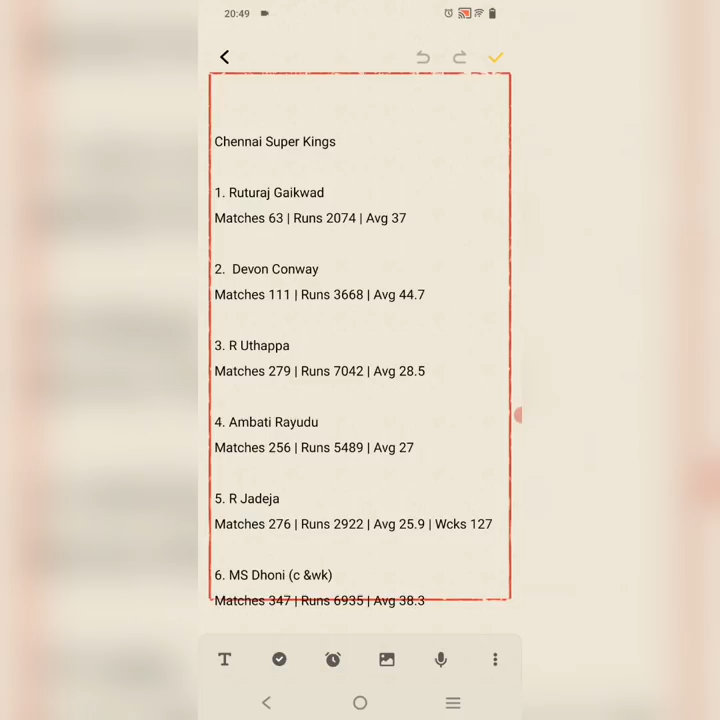 20:49
Chennai Super Kings
1. Ruturaj Gaikwad
Matches 63 | Runs 2074 | Avg 37
2. Devon Conway
Matches 111 | Runs 3668 | Avg 44.7
3. R Uthappa
Matches 279 | Runs 7042 | Avg 28.5
4. Ambati Rayudu
Matches 256 | Runs 5489 | Avg 27
5. R Jadeja
Matches 276 | Runs 2922 | Avg 25.9 | Wcks 127
6. MS Dhoni (c &wk)
Matches 347 | Runs 6935 | Avg 38.3
T